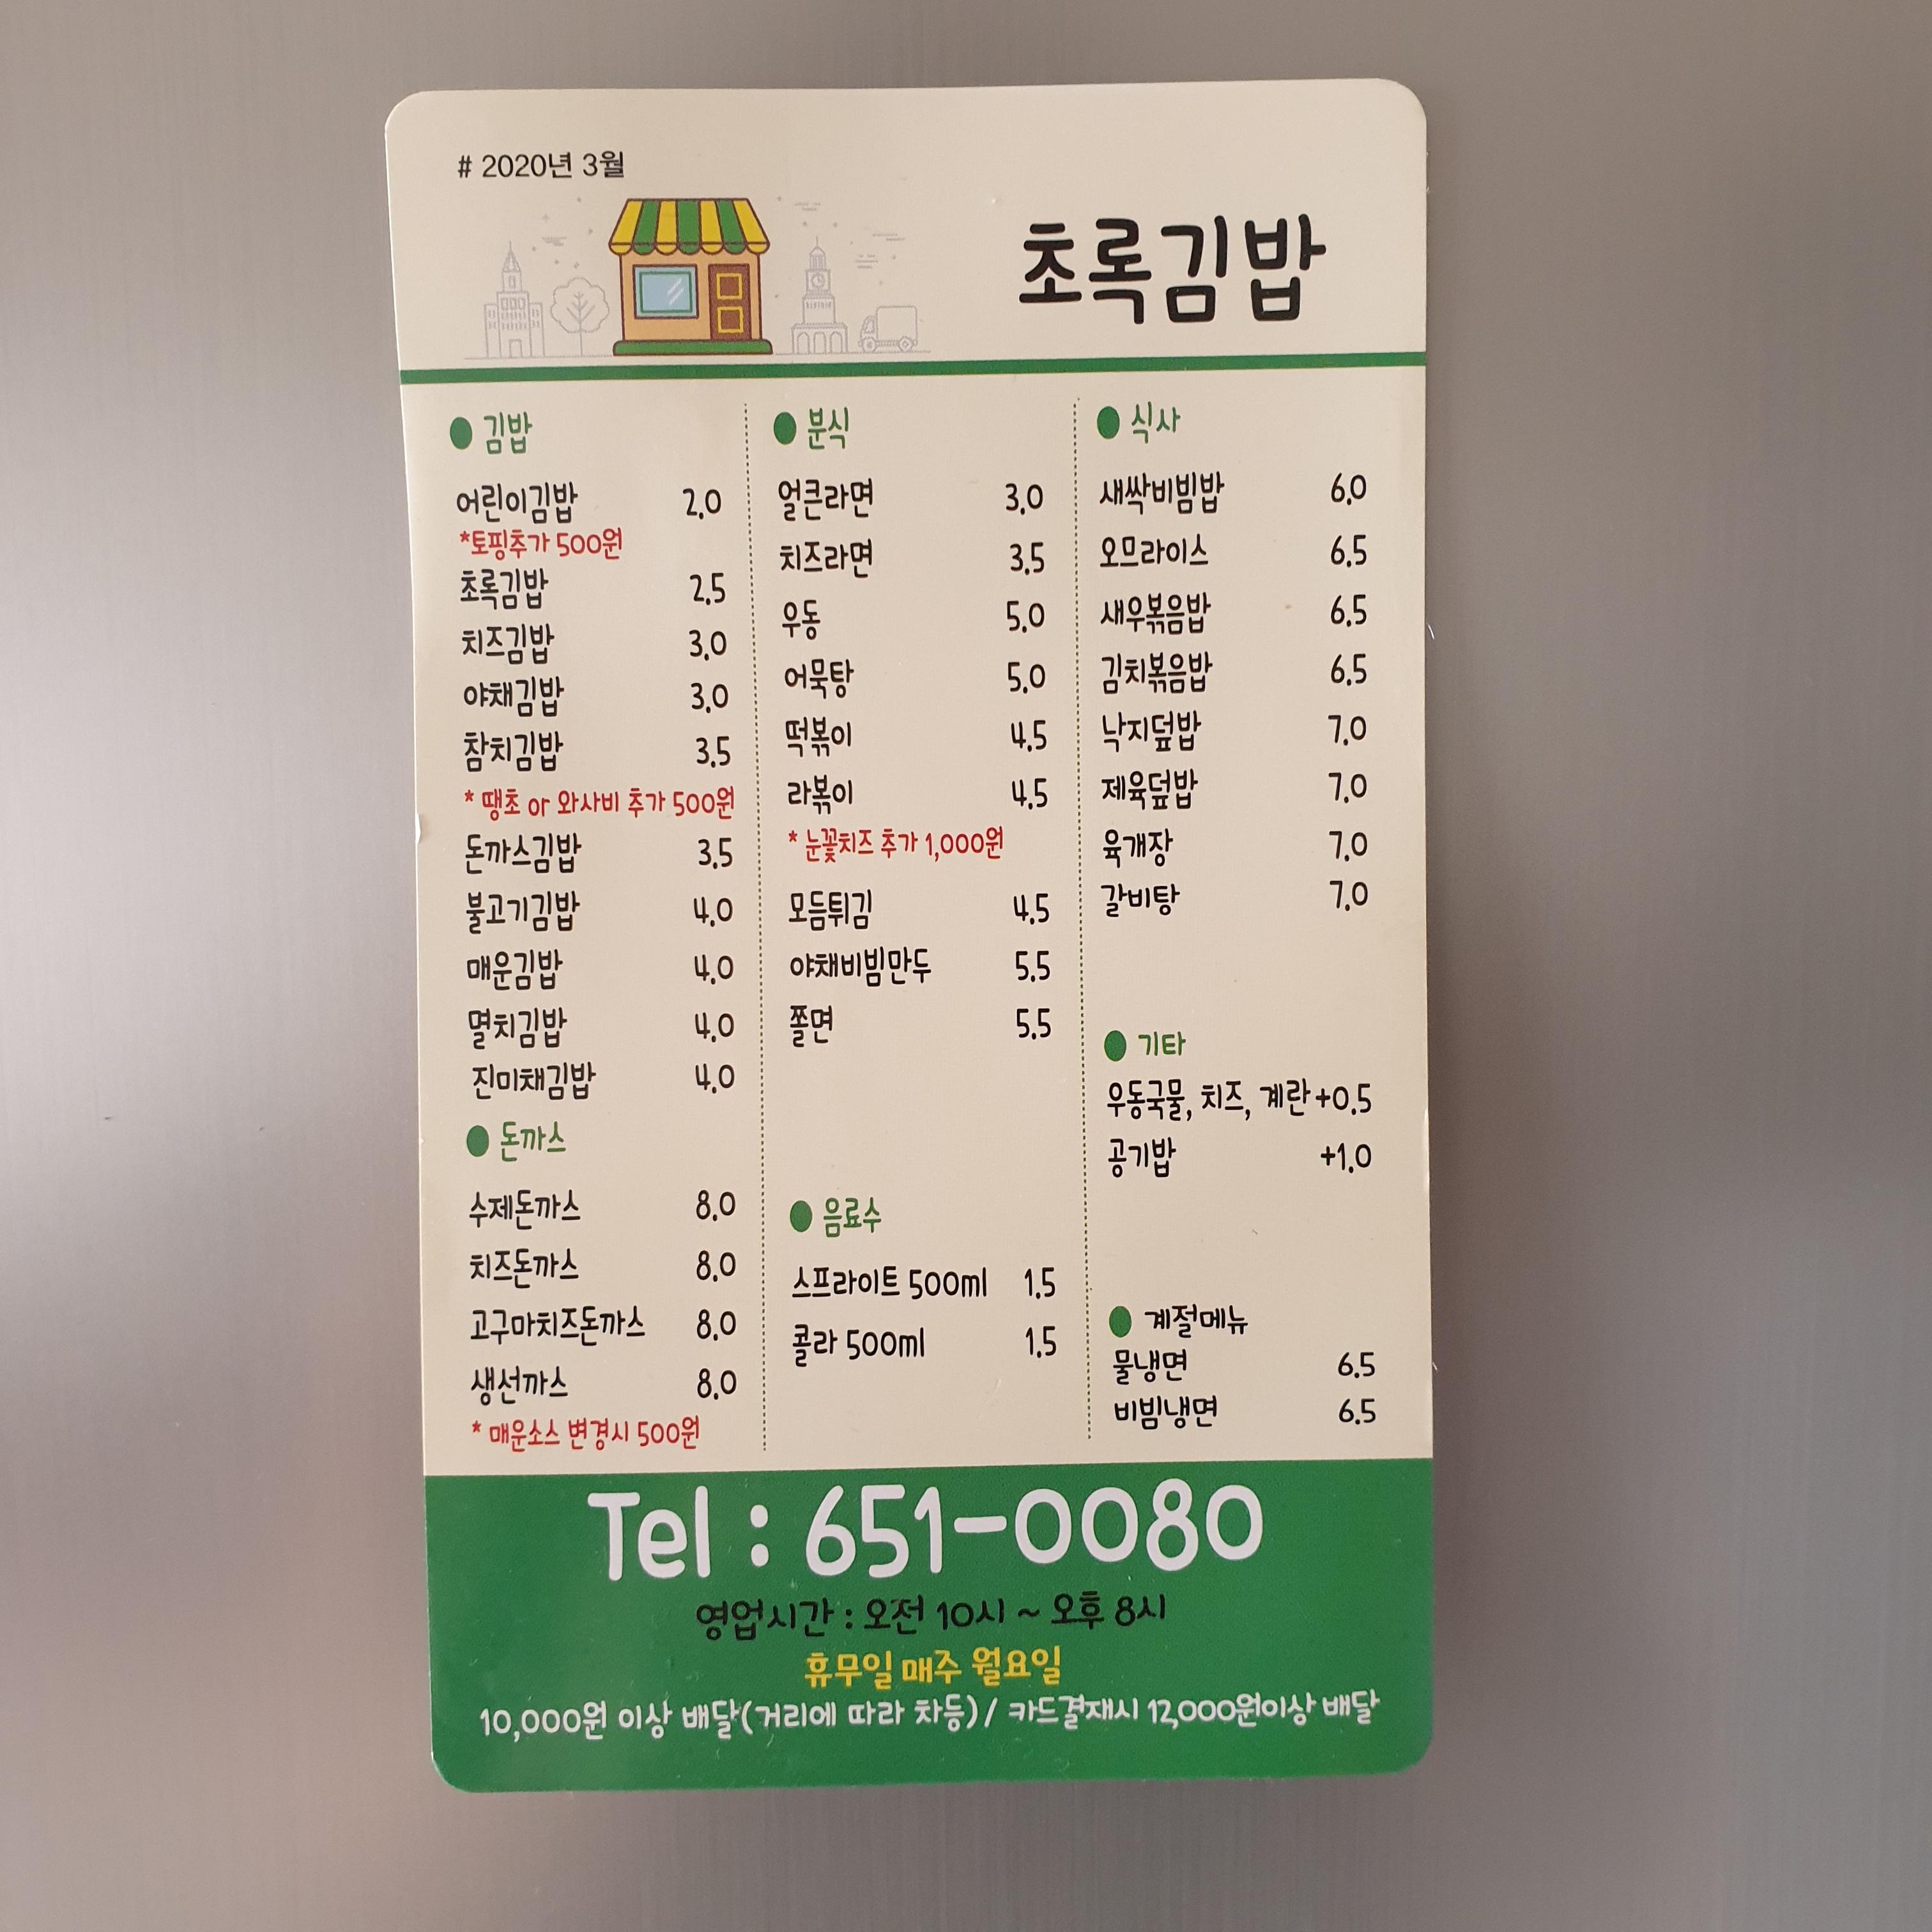 # 2020년 3월
초록김밥
● 김밥
어린이김밥 2.0
*토핑추가 500원
초록김밥 2.5
치즈김밥 3.0
야채김밥 3.0
참치김밥 3.5
* 땡초 or 와사비 추가 500원
돈까스김밥 3.5
불고기김밥 4.0
매운김밥 4.0
멸치김밥 4.0
진미채김밥 4.0
● 돈까스
수제돈까스 8.0
치즈돈까스 8.0
고구마치즈돈까스 8.0
생선까스 8.0
* 매운소스 변경시 500원
● 분식
얼큰라면 3.0
치즈라면 3.5
우동 5.0
어묵탕 5.0
떡볶이 4.5
라볶이 4.5
* 눈꽃치즈 추가 1,000원
모듬튀김 4.5
야채비빔만두 5.5
쫄면 5.5
● 음료수
스프라이트 500ml 1.5
콜라 500ml 1.5
● 식사
새싹비빔밥 6.0
오므라이스 6.5
새우볶음밥 6.5
김치볶음밥 6.5
낙지덮밥 7.0
제육덮밥 7.0
육개장 7.0
갈비탕 7.0
● 기타
우동국물, 치즈, 계란 +0.5
공기밥 +1.0
● 계절메뉴
물냉면 6.5
비빔냉면 6.5
Tel : 651-0080
영업시간 : 오전 10시 ~ 오후 8시
휴무일 매주 월요일
10,000원 이상 배달(거리에 따라 차등) / 카드결재시 12,000원이상 배달